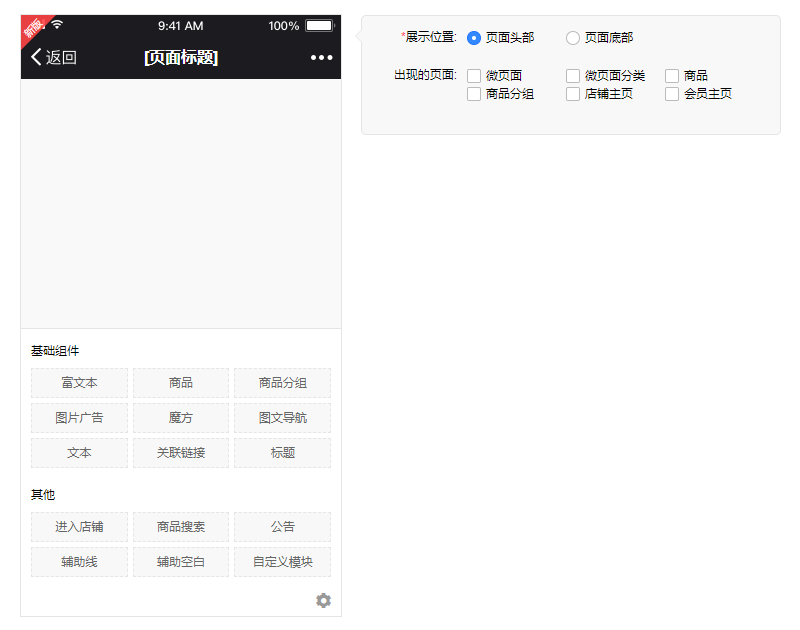 新版
9:41 AM 100%
返回 [页面标题]
*展示位置: 页面头部 页面底部
出现的页面: 微页面 微页面分类 商品
商品分组 店铺主页 会员主页
基础组件
富文本 商品 商品分组
图片广告 魔方 图文导航
文本 关联链接 标题
其他
进入店铺 商品搜索 公告
辅助线 辅助空白 自定义模块